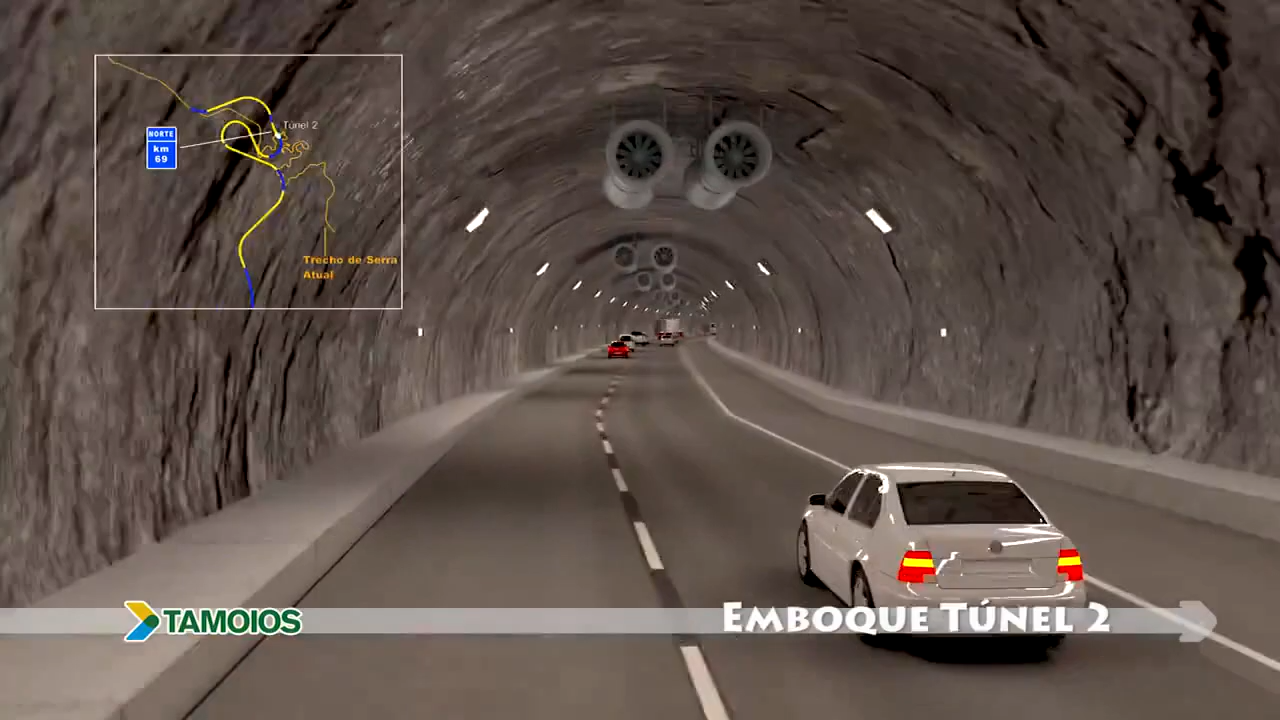 NORTE
km
69
Túnel 2
Trecho de Serra
Atual
TAMOIOS
EMBOQUE TÚNEL 2